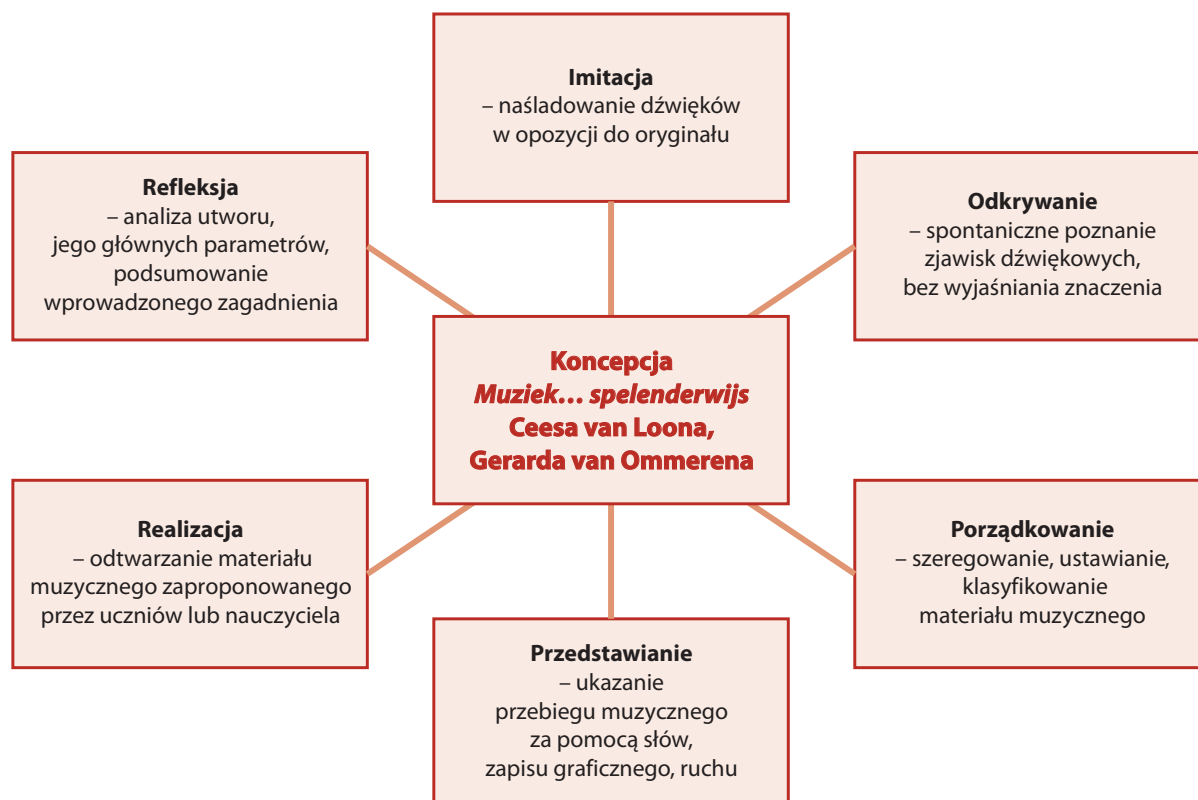 Imitacja
– naśladowanie dźwięków
w opozycji do oryginału
Refleksja
– analiza utworu,
jego głównych parametrów,
podsumowanie
wprowadzonego zagadnienia
Odkrywanie
– spontaniczne poznanie
zjawisk dźwiękowych,
bez wyjaśniania znaczenia
Koncepcja
Muziek... spelenderwijs
Ceesa van Loona,
Gerarda van Ommerena
Realizacja
– odtwarzanie materiału
muzycznego zaproponowanego
przez uczniów lub nauczyciela
Porządkowanie
– szeregowanie, ustawianie,
klasyfikowanie
materiału muzycznego
Przedstawianie
– ukazanie
przebiegu muzycznego
za pomocą słów,
zapisu graficznego, ruchu